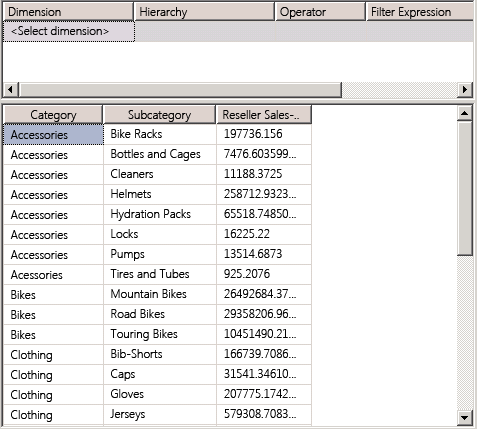 Dimension Hierarchy Operator Filter Expression
<Select dimension>
Category Subcategory Reseller Sales-..
Accessories Bike Racks 197736.156
Accessories Bottles and Cages 7476.603599...
Accessories Cleaners 11188.3725
Accessories Helmets 258712.9323...
Accessories Hydration Packs 65518.74850...
Accessories Locks 16225.22
Accessories Pumps 13514.6873
Acessories Tires and Tubes 925.2076
Bikes Mountain Bikes 26492684.37...
Bikes Road Bikes 29358206.96...
Bikes Touring Bikes 10451490.21...
Clothing Bib-Shorts 166739.7086...
Clothing Caps 31541.34610...
Clothing Gloves 207775.1742...
Clothing Jerseys 579308.7083...